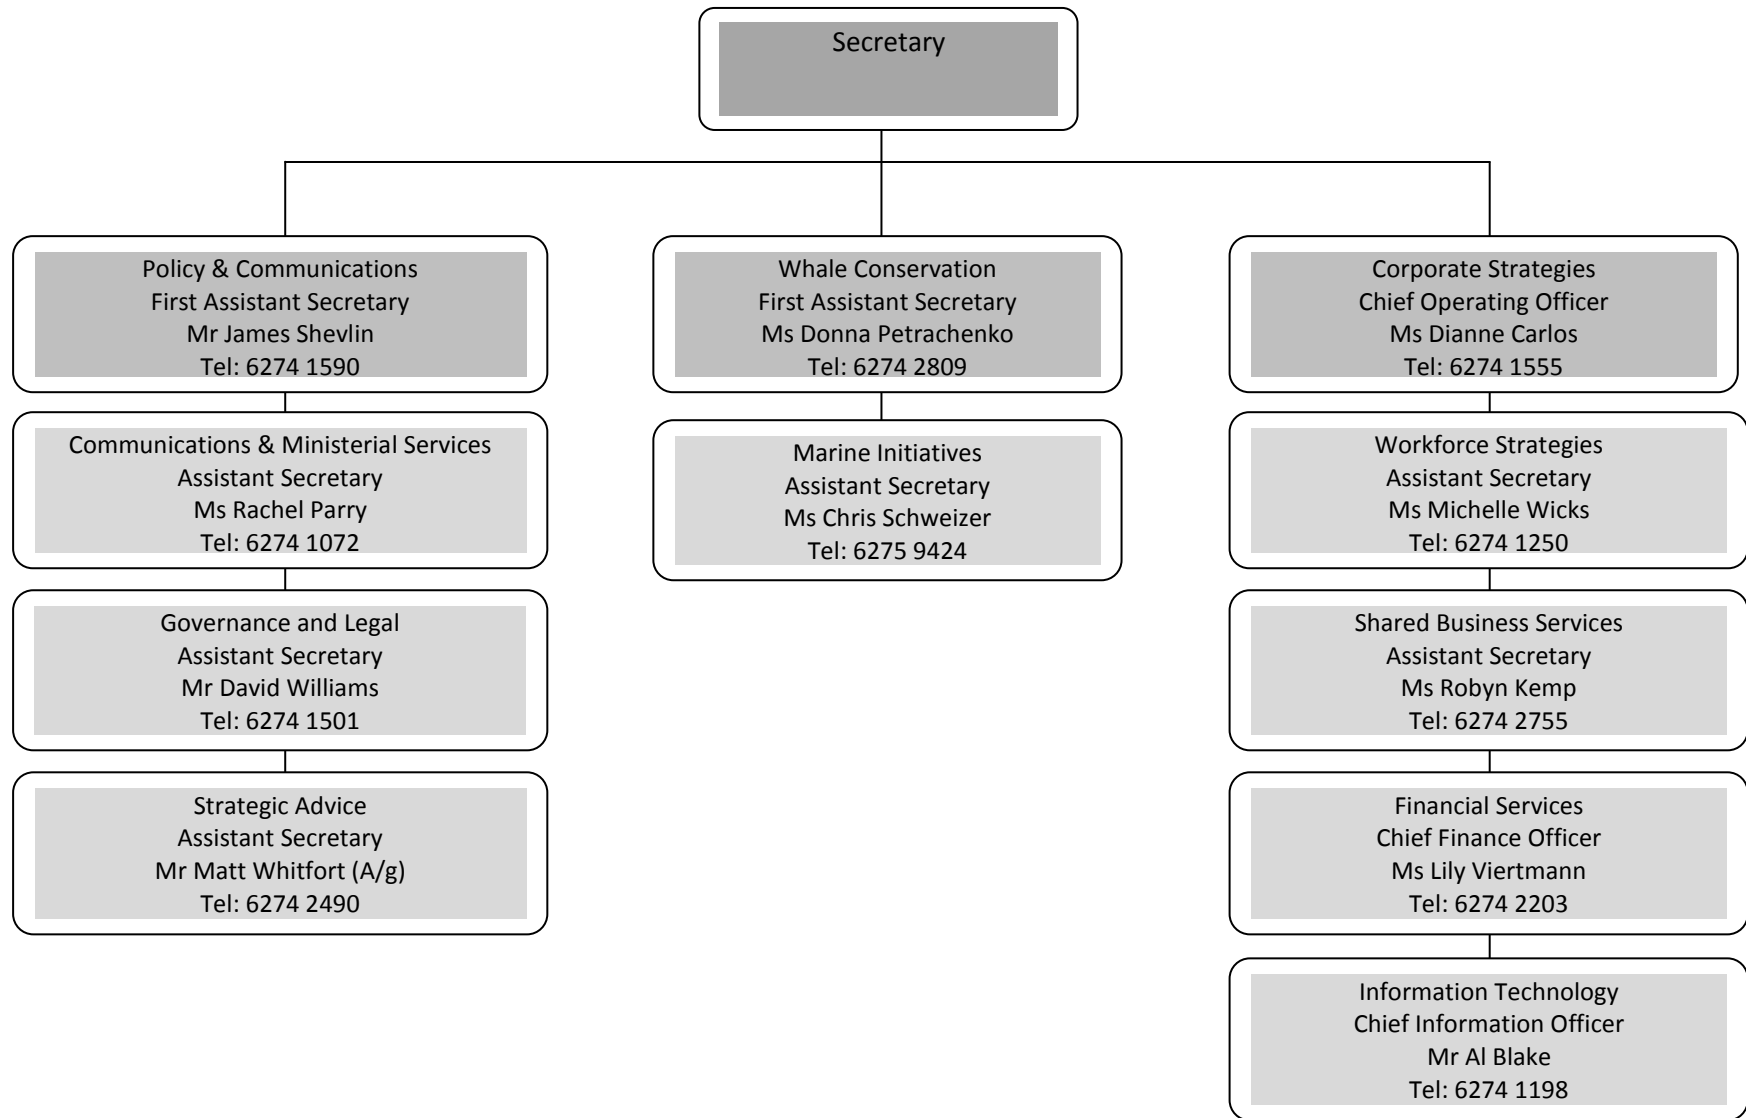 Secretary
Policy & Communications
First Assistant Secretary
Mr James Shevlin
Tel: 6274 1590
Communications & Ministerial Services
Assistant Secretary
Ms Rachel Parry
Tel: 6274 1072
Governance and Legal
Assistant Secretary
Mr David Williams
Tel: 6274 1501
Strategic Advice
Assistant Secretary
Mr Matt Whitfort (A/g)
Tel: 6274 2490
Whale Conservation
First Assistant Secretary
Ms Donna Petrachenko
Tel: 6274 2809
Marine Initiatives
Assistant Secretary
Ms Chris Schweizer
Tel: 6275 9424
Corporate Strategies
Chief Operating Officer
Ms Dianne Carlos
Tel: 6274 1555
Workforce Strategies
Assistant Secretary
Ms Michelle Wicks
Tel: 6274 1250
Shared Business Services
Assistant Secretary
Ms Robyn Kemp
Tel: 6274 2755
Financial Services
Chief Finance Officer
Ms Lily Viertmann
Tel: 6274 2203
Information Technology
Chief Information Officer
Mr Al Blake
Tel: 6274 1198